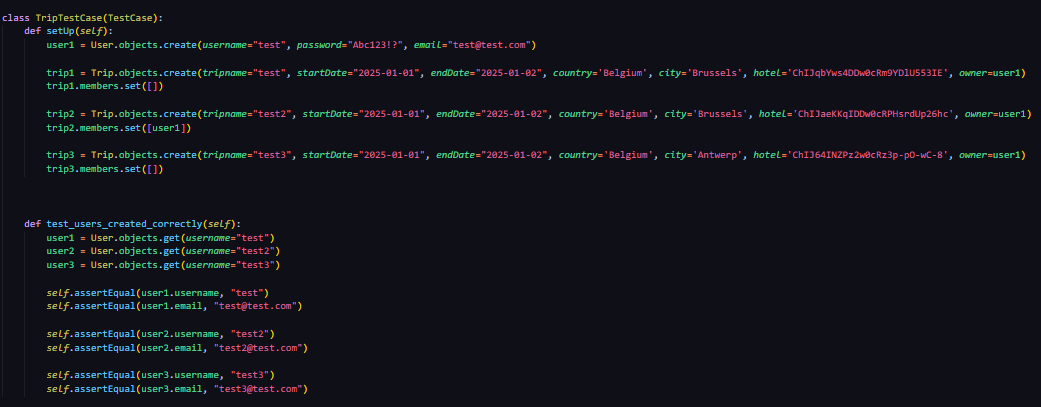 class TripTestCase(TestCase):
    def setUp(self):
        user1 = User.objects.create(username="test", password="Abc123!?", email="test@test.com")
        trip1 = Trip.objects.create(tripname="test", startDate="2025-01-01", endDate="2025-01-02", country='Belgium', city='Brussels', hotel='ChIJqbYws4DDw0cRm9YDlU553IE', owner=user1)
        trip1.members.set([])
        trip2 = Trip.objects.create(tripname="test2", startDate="2025-01-01", endDate="2025-01-02", country='Belgium', city='Brussels', hotel='ChIJaeKKqIDDw0cRPHsrdUp26hc', owner=user1)
        trip2.members.set([user1])
        trip3 = Trip.objects.create(tripname="test3", startDate="2025-01-01", endDate="2025-01-02", country='Belgium', city='Antwerp', hotel='ChIJ64INZPz2w0cRz3p-pO-wC-8', owner=user1)
        trip3.members.set([])
    def test_users_created_correctly(self):
        user1 = User.objects.get(username="test")
        user2 = User.objects.get(username="test2")
        user3 = User.objects.get(username="test3")
        self.assertEqual(user1.username, "test")
        self.assertEqual(user1.email, "test@test.com")
        self.assertEqual(user2.username, "test2")
        self.assertEqual(user2.email, "test2@test.com")
        self.assertEqual(user3.username, "test3")
        self.assertEqual(user3.email, "test3@test.com")